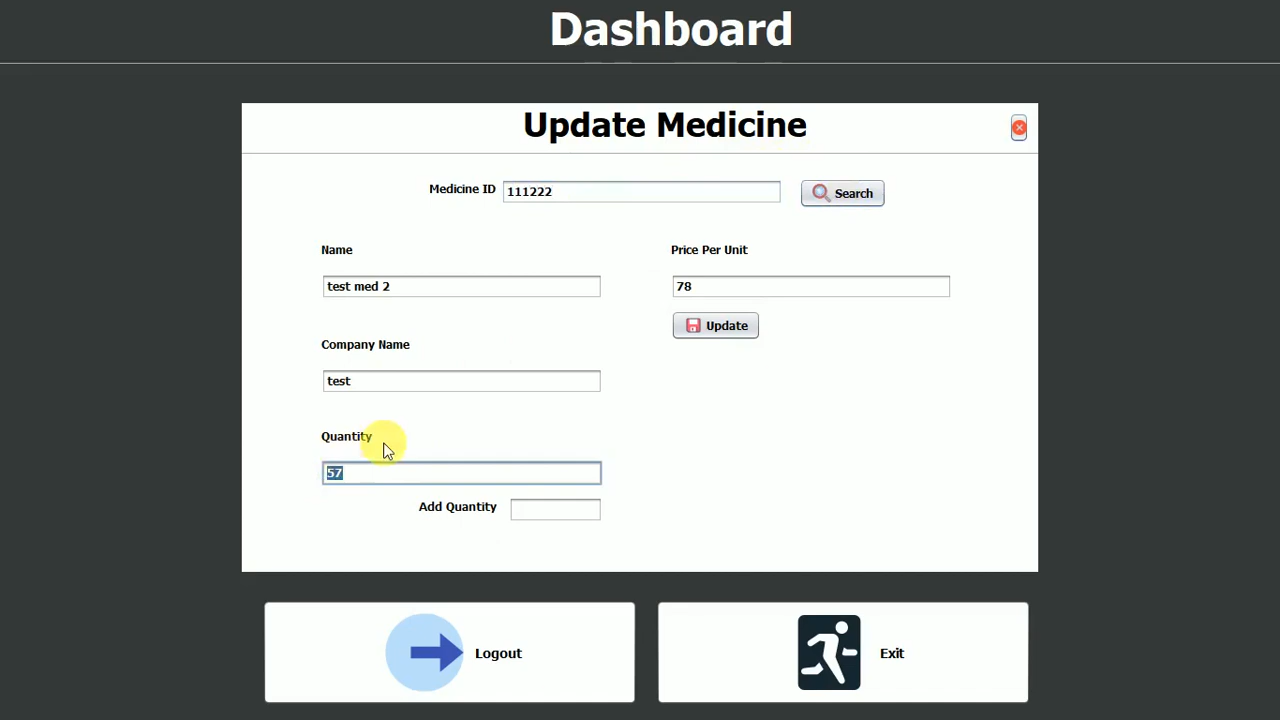 Dashboard
Update Medicine
Medicine ID 111222 Search
Name
test med 2
Price Per Unit
78
Update
Company Name
test
Quantity
57
Add Quantity
Logout
Exit